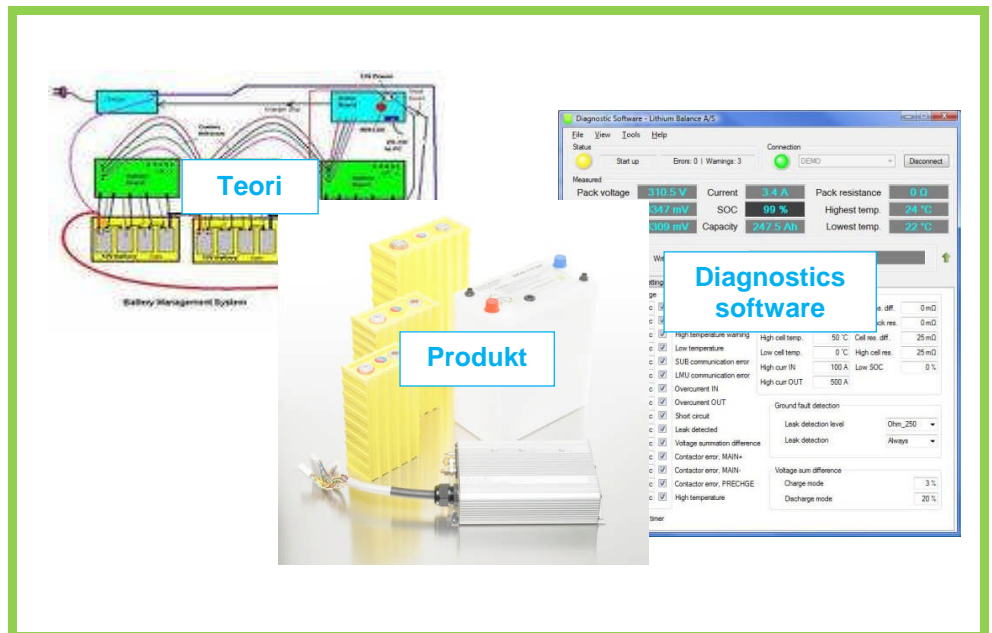 12V Power
Charger
Teori
Battery Management System
Diagnostic Software - Lithium Balance A/S
File View Tools Help
Status
Connection
Start up
Errors: 0 | Warnings: 3
DEMO
Disconnect
Measured
Pack voltage 310.5 V Current 3.4 A Pack resistance 0 Ω
347 mV SOC 99 % Highest temp. 24 °C
309 mV Capacity 247.5 Ah Lowest temp. 22 °C
Diagnostics
software
Produkt
High temperature warning
Low temperature
SUB communication error
LMU communication error
Overcurrent IN
Overcurrent OUT
Short circuit
Leak detected
Voltage summation difference
Contactor error, MAIN+
Contactor error, MAIN-
Contactor error, PRECHGE
High temperature
timer
diff. 0 mΩ
res. 0 mΩ
High cell temp. 50 °C Cell res. diff. 25 mΩ
Low cell temp. 0 °C High cell res. 25 mΩ
High curr IN 100 A Low SOC 0 %
High curr OUT 500 A
Ground fault detection
Leak detection level Ohm_250
Leak detection Always
Voltage sum difference
Charge mode 3 %
Discharge mode 20 %